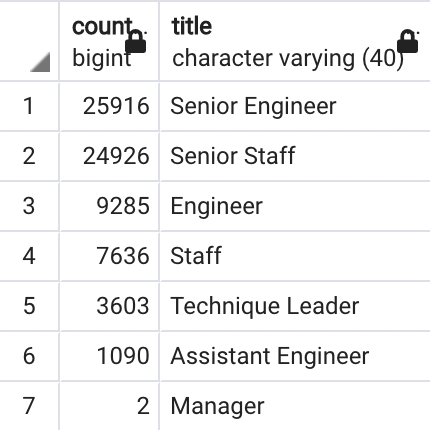 count title
bigint character varying (40)
1 25916 Senior Engineer
2 24926 Senior Staff
3 9285 Engineer
4 7636 Staff
5 3603 Technique Leader
6 1090 Assistant Engineer
7 2 Manager